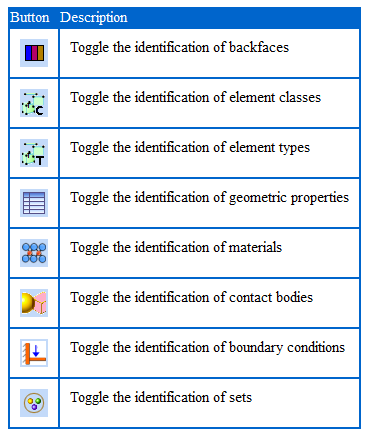 Button Description
Toggle the identification of backfaces
C
Toggle the identification of element classes
T
Toggle the identification of element types
Toggle the identification of geometric properties
Toggle the identification of materials
Toggle the identification of contact bodies
Toggle the identification of boundary conditions
Toggle the identification of sets